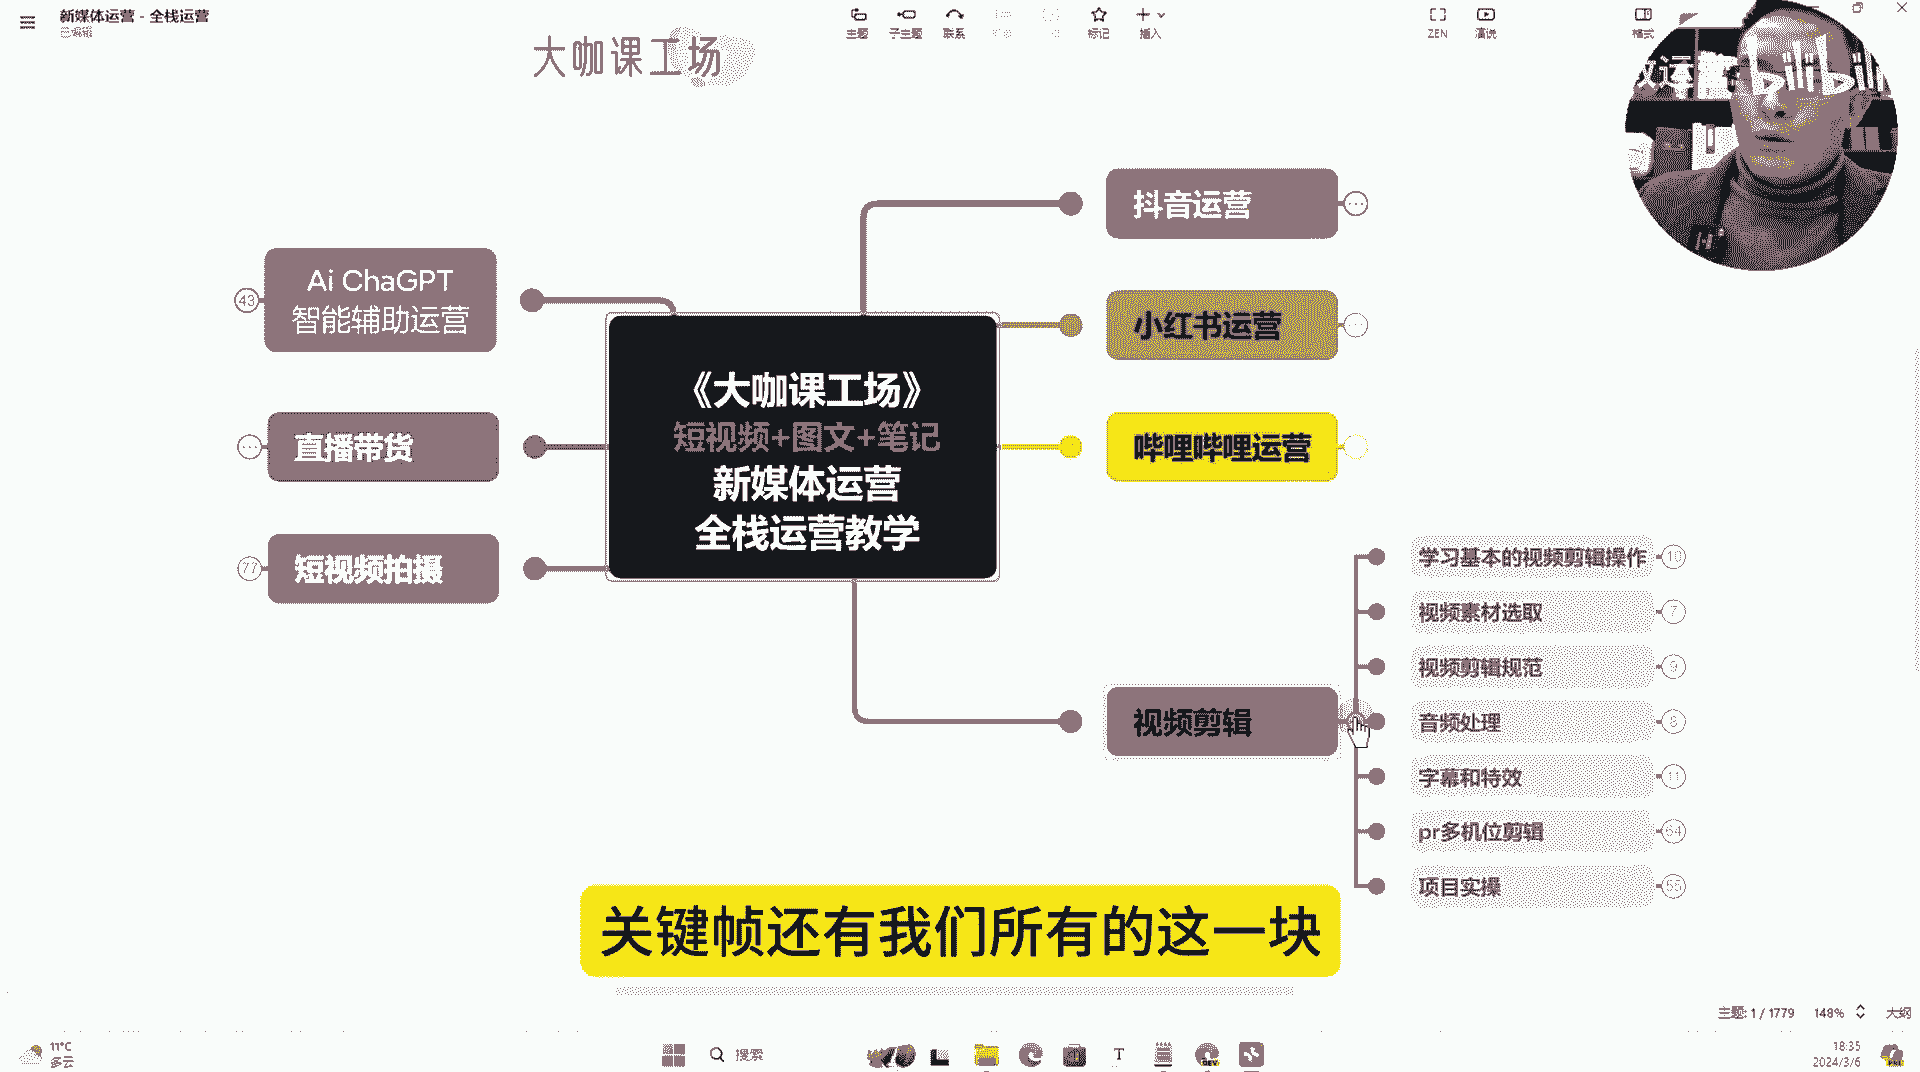 新媒体运营 - 全栈运营
已编辑
主题
子主题
联系
标记
插入
ZEN
演说
格式
大咖课工场
bilibili
抖音运营
小红书运营
哔哩哔哩运营
Ai ChaGPT
智能辅助运营
43
直播带货
短视频拍摄
77
《大咖课工场》
短视频+图文+笔记
新媒体运营
全栈运营教学
视频剪辑
学习基本的视频剪辑操作
10
视频素材选取
7
视频剪辑规范
9
音频处理
8
字幕和特效
11
pr多机位剪辑
64
项目实操
55
关键帧还有我们所有的这一块
主题: 1 / 1779
148%
大纲
11°C
多云
搜索
T
DEV
18:35
2024/3/6